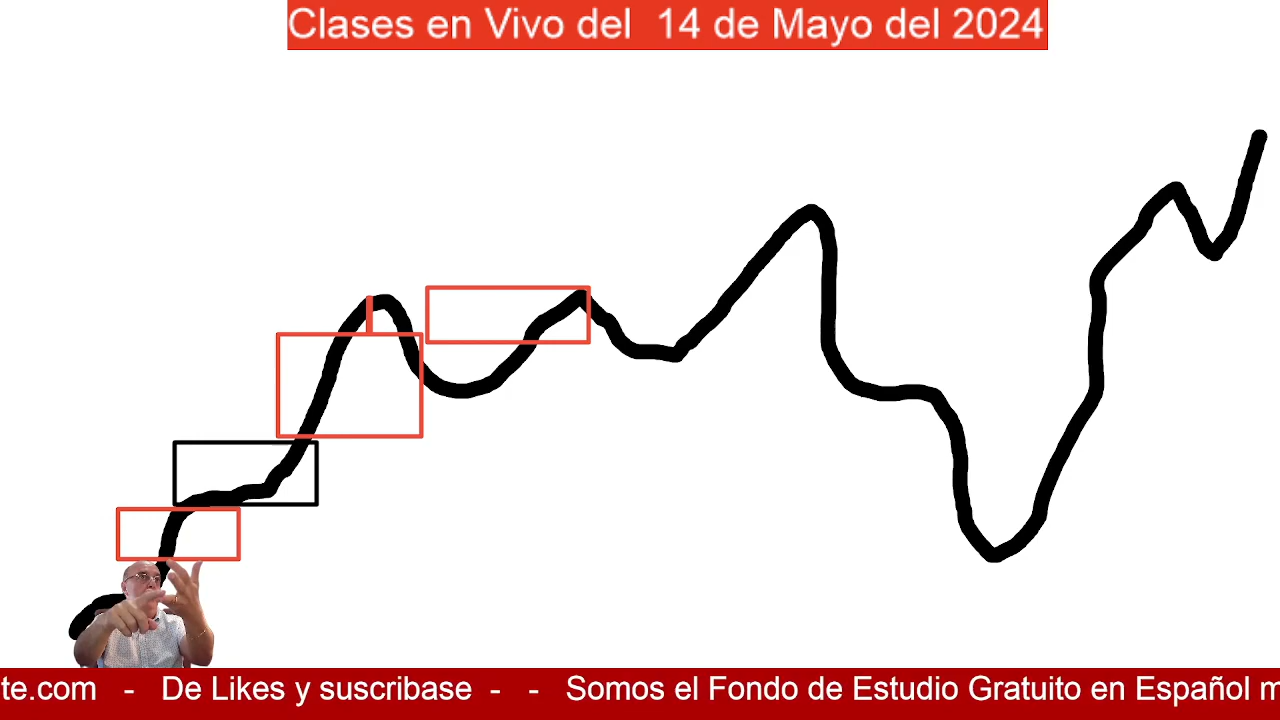 Clases en Vivo del  14 de Mayo del 2024
te.com   -   De Likes y suscribase  -   -   Somos el Fondo de Estudio Gratuito en Español m